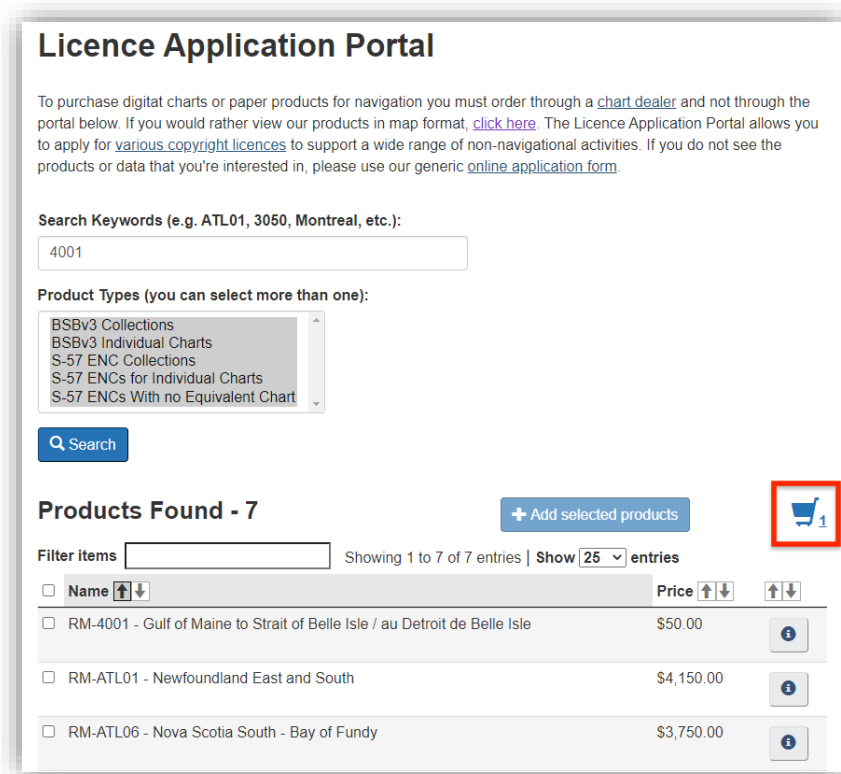 Licence Application Portal
To purchase digitat charts or paper products for navigation you must order through a chart dealer and not through the
portal below. If you would rather view our products in map format, click here. The Licence Application Portal allows you
to apply for various copyright licences to support a wide range of non-navigational activities. If you do not see the
products or data that you're interested in, please use our generic online application form.
Search Keywords (e.g. ATL01, 3050, Montreal, etc.):
4001
Product Types (you can select more than one):
BSBv3 Collections
BSBv3 Individual Charts
S-57 ENC Collections
S-57 ENCs for Individual Charts
S-57 ENCs With no Equivalent Chart
Search
Products Found - 7
+ Add selected products
1
Filter items Showing 1 to 7 of 7 entries | Show 25 entries
Name Price
RM-4001 - Gulf of Maine to Strait of Belle Isle / au Detroit de Belle Isle $50.00
RM-ATL01 - Newfoundland East and South $4,150.00
RM-ATL06 - Nova Scotia South - Bay of Fundy $3,750.00